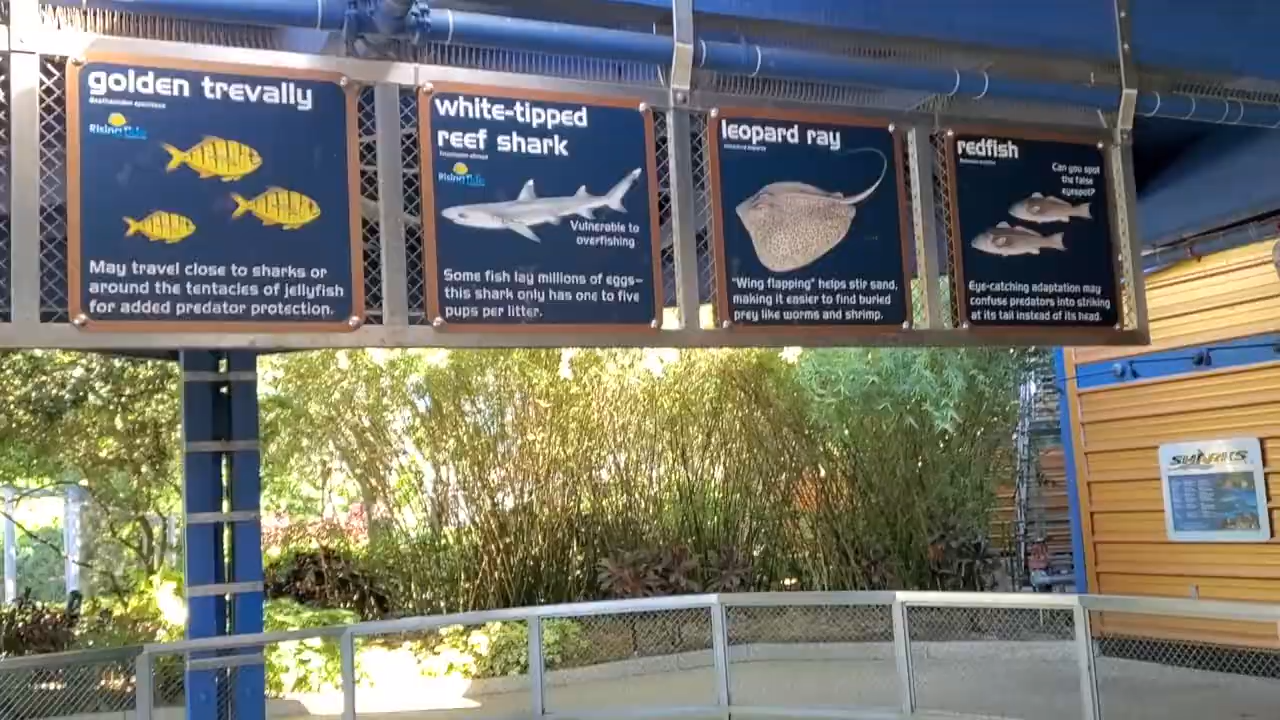 golden trevally
Rising Tide
May travel close to sharks or
around the tentacles of jellyfish
for added predator protection.
white-tipped
reef shark
Rising Tide
Vulnerable to
overfishing
Some fish lay millions of eggs–
this shark only has one to five
pups per litter.
leopard ray
"Wing flapping" helps stir sand,
making it easier to find buried
prey like worms and shrimp.
redfish
Can you spot
the false
eyespot?
Eye-catching adaptation may
confuse predators into striking
at its tail instead of its head.
SHARKS